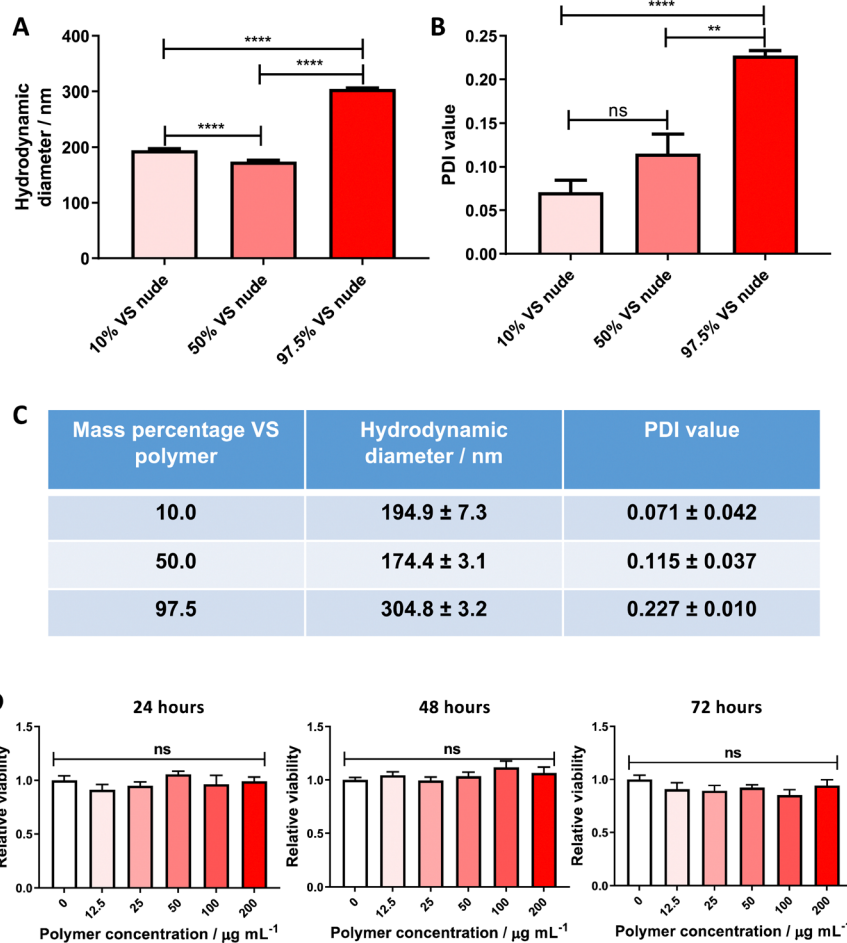 A
Hydrodynamic
diameter / nm
400
300
200
100
0
****
****
****
10% VS nude
50% VS nude
97.5% VS nude
B
PDI value
0.25
0.20
0.15
0.10
0.05
0.00
****
**
ns
10% VS nude
50% VS nude
97.5% VS nude
C
Mass percentage VS
polymer
Hydrodynamic
diameter / nm
PDI value
10.0
194.9 ± 7.3
0.071 ± 0.042
50.0
174.4 ± 3.1
0.115 ± 0.037
97.5
304.8 ± 3.2
0.227 ± 0.010
24 hours
Relative viability
1.5
1.0
0.5
0.0
ns
0
12.5
25
50
100
200
Polymer concentration / μg mL⁻¹
48 hours
Relative viability
1.5
1.0
0.5
0.0
ns
0
12.5
25
50
100
200
Polymer concentration / μg mL⁻¹
72 hours
Relative viability
1.5
1.0
0.5
0.0
ns
0
12.5
25
50
100
200
Polymer concentration / μg mL⁻¹